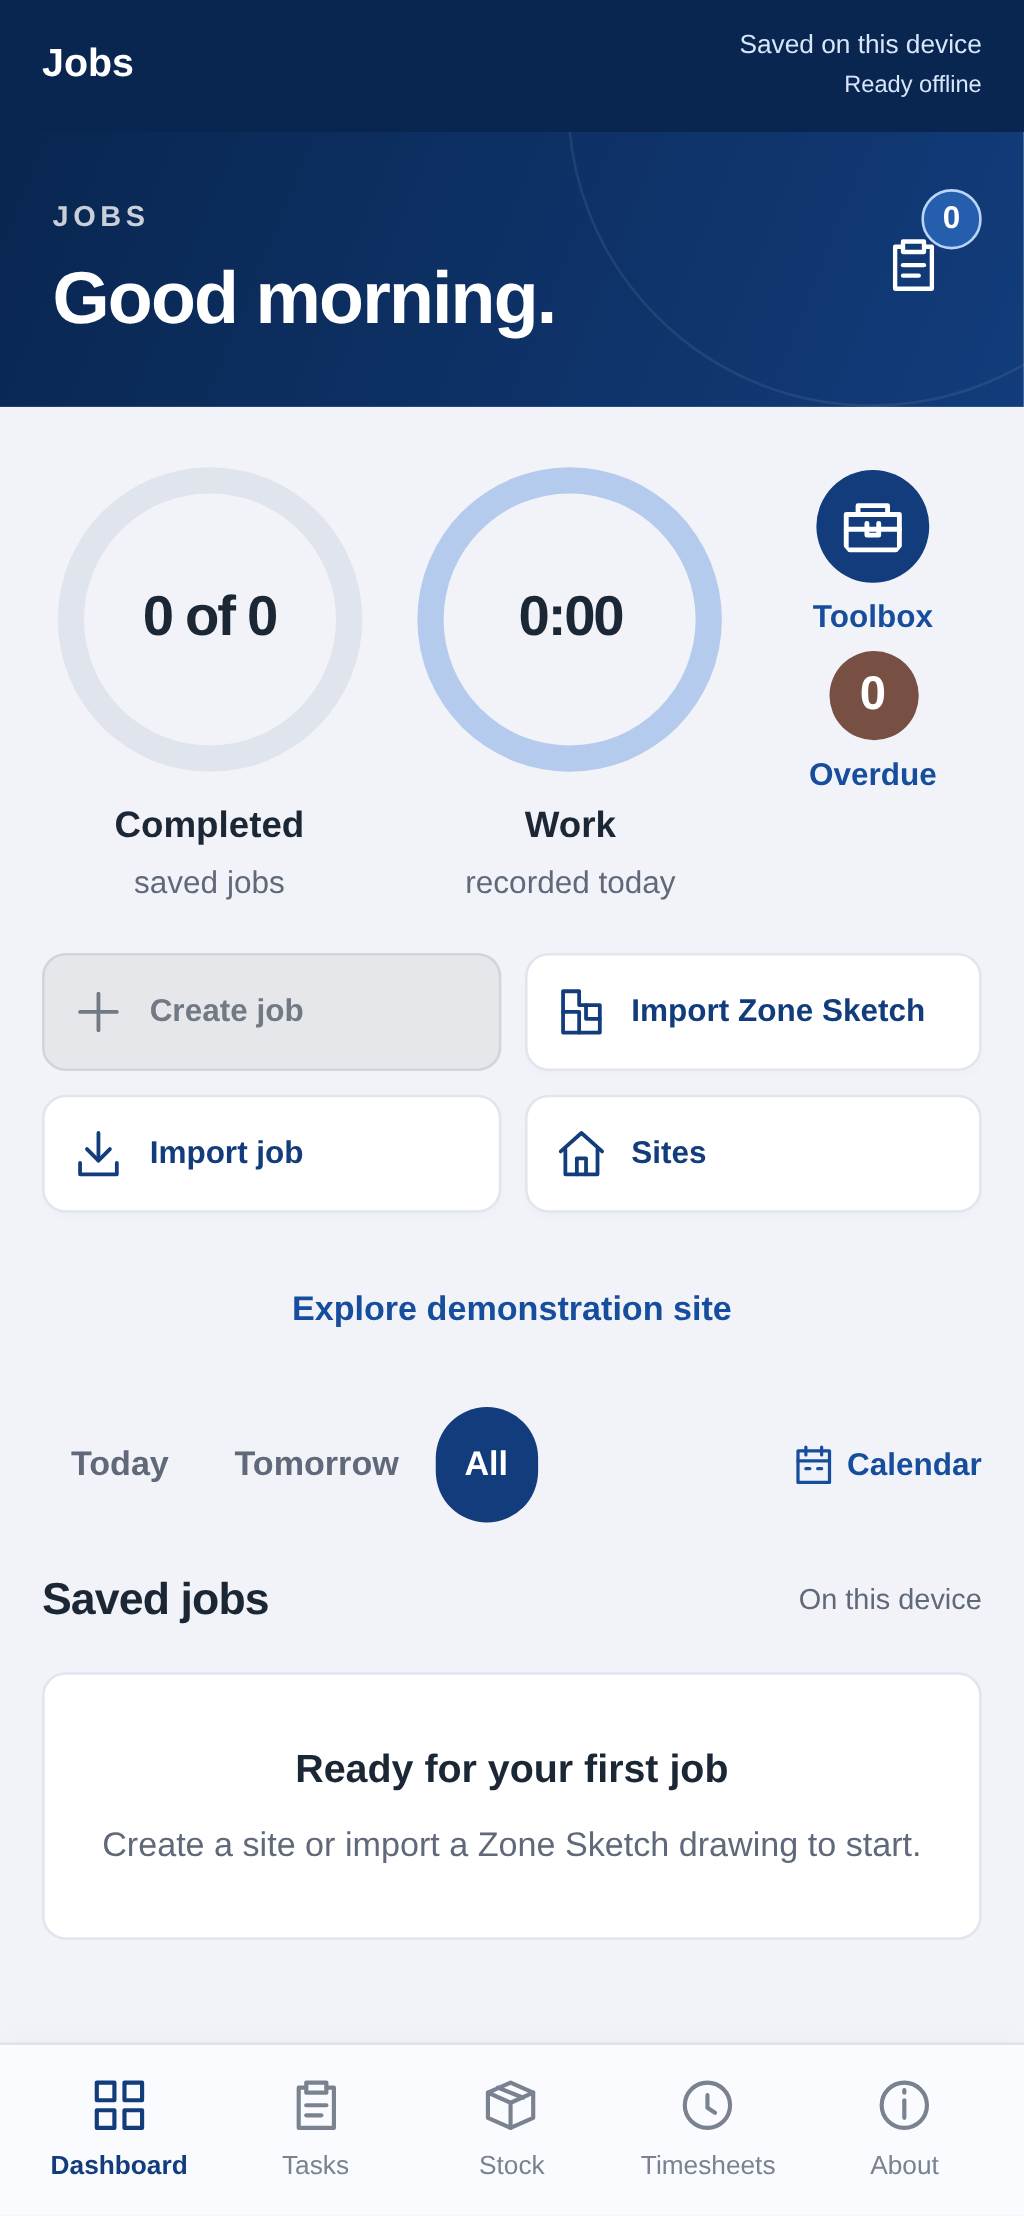 Jobs
Saved on this device
Ready offline
JOBS
0
Good morning.
0 of 0
0:00
Toolbox
0
Overdue
Completed
Work
saved jobs
recorded today
Create job
Import Zone Sketch
Import job
Sites
Explore demonstration site
Today
Tomorrow
All
Calendar
Saved jobs
On this device
Ready for your first job
Create a site or import a Zone Sketch drawing to start.
Dashboard
Tasks
Stock
Timesheets
About